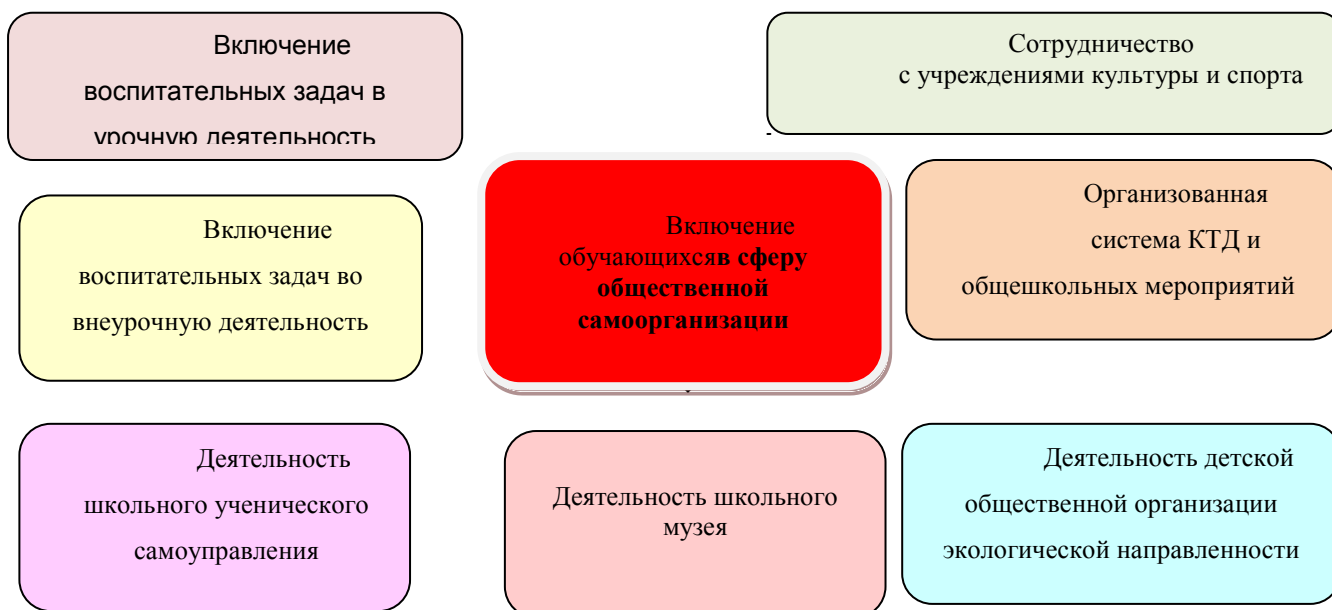 Включение
воспитательных задач в
урочную деятельность
Сотрудничество
с учреждениями культуры и спорта
Включение
воспитательных задач во
внеурочную деятельность
Включение
обучающихсяв сферу
общественной
самоорганизации
Организованная
система КТД и
общешкольных мероприятий
Деятельность
школьного ученического
самоуправления
Деятельность школьного
музея
Деятельность детской
общественной организации
экологической направленности